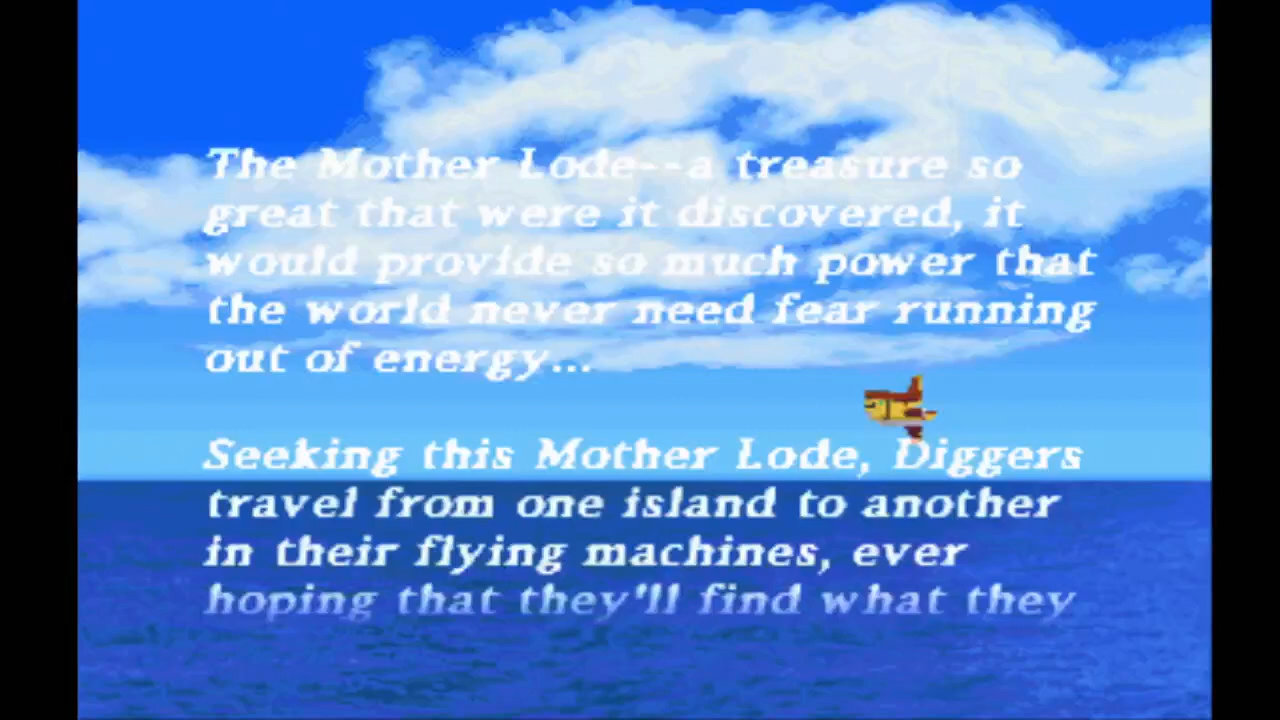 The Mother Lode--a treasure so
great that were it discovered, it
would provide so much power that
the world never need fear running
out of energy...
Seeking this Mother Lode, Diggers
travel from one island to another
in their flying machines, ever
hoping that they'll find what they